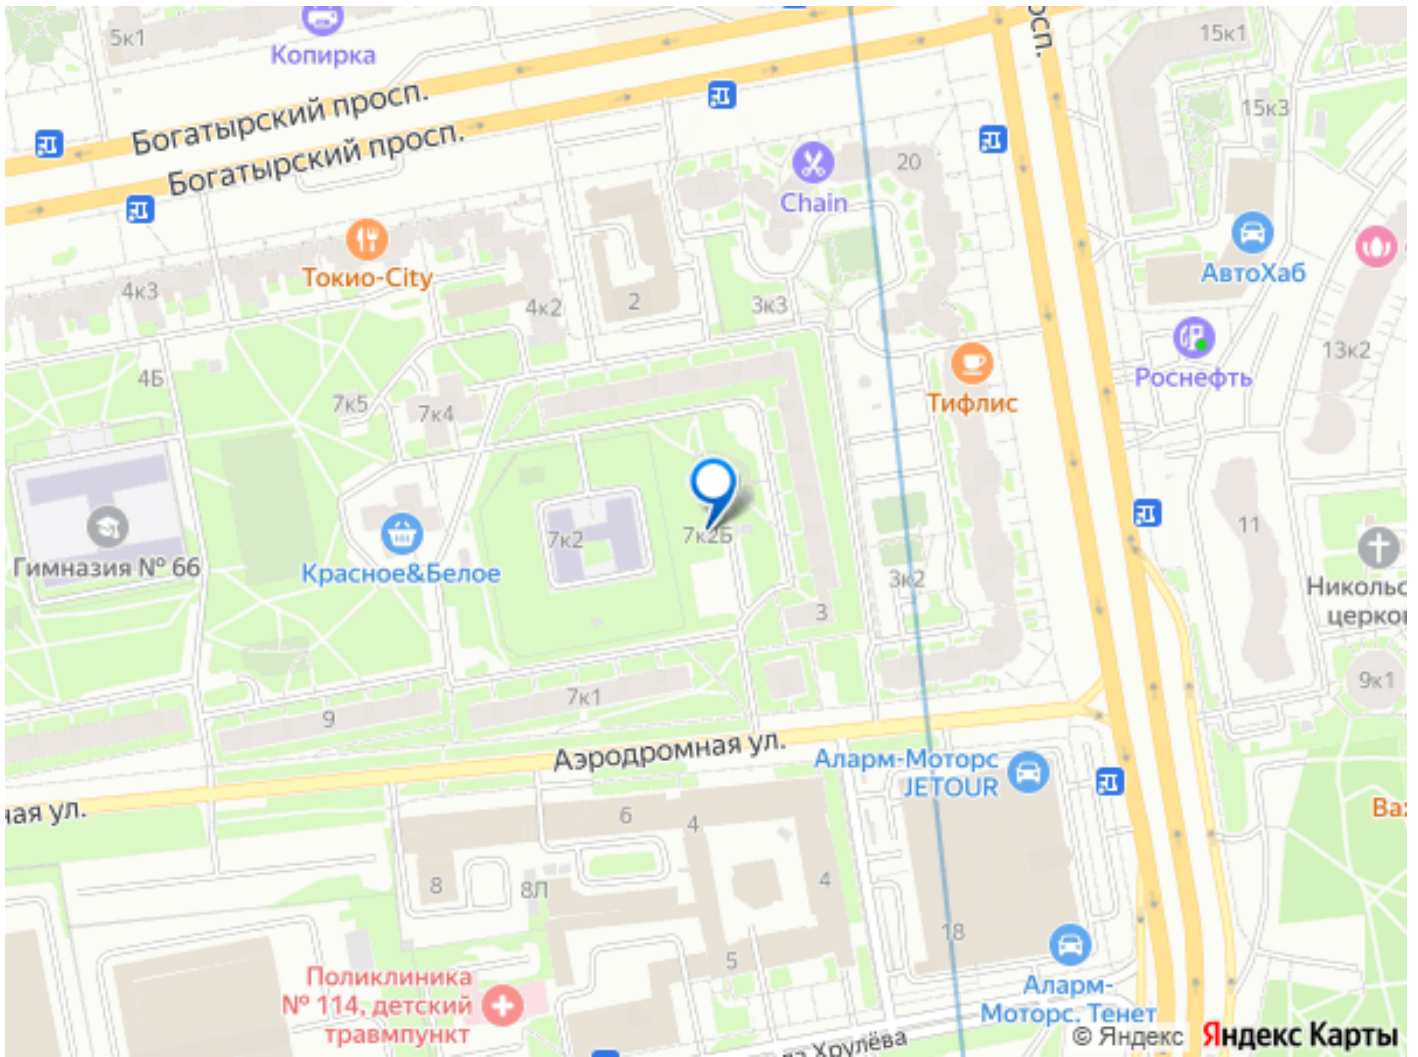 5к1
Копирка
осп.
15к1
Богатырский просп.
Богатырский просп.
15к3
20
Chain
Токио-City
АвтоХаб
4к3
4к2
2
3к3
Роснефть
13к2
4Б
7к5
7к4
Тифлис
7к2
7к2Б
11
Гимназия № 66
Красное&Белое
3к2
3
Никольс
церков
9к1
7к1
9
Аэродромная ул.
Аларм-Моторс
JETOUR
ная ул.
Вах
6
4
8
8Л
4
18
5
Поликлиника
№ 114, детский
травмпункт
Аларм-
Моторс. Тенет
ла Хрулёва
© Яндекс Яндекс Карты